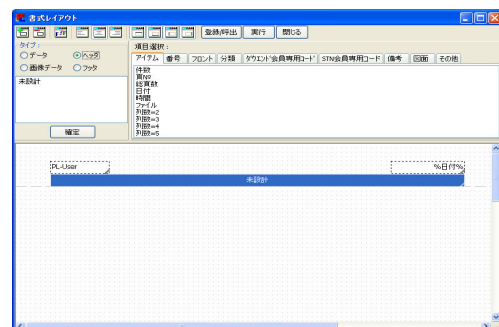 書式レイアウト
登録/呼出 実行 閉じる
タイプ:
データ ヘッダ
画像データ フッタ
未設計
確定
項目選択:
アイテム 番号 フロント 分類 ダウエント会員専用コード STN会員専用コード 備考 図面 その他
件数
頁No
総頁数
日付
時間
ファイル
列数=2
列数=3
列数=4
列数=5
PL-User %日付%
未設計